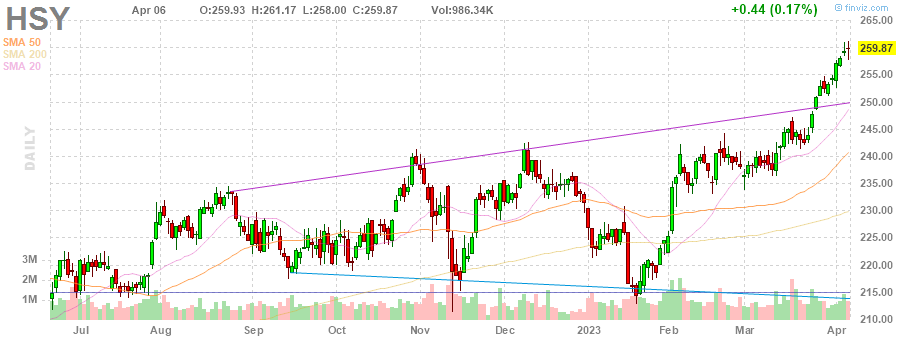 HSY Apr 06 O:259.93 H:261.17 L:258.00 C:259.87 Vol:986.34K +0.44 (0.17%) © finviz.com
SMA 50
SMA 200
SMA 20
DAILY
265.00
259.87
255.00
250.00
245.00
240.00
235.00
230.00
225.00
220.00
215.00
210.00
3M
2M
1M
Jul Aug Sep Oct Nov Dec 2023 Feb Mar Apr